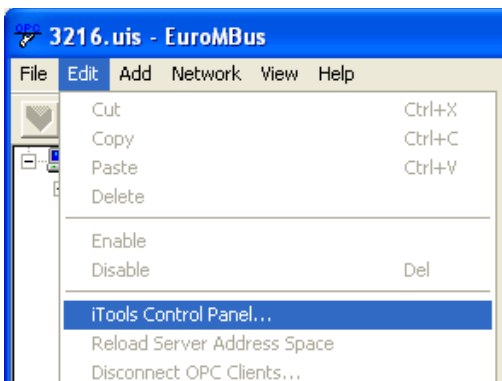 OPC
3216.uis - EuroMBus
File Edit Add Network View Help
Cut Ctrl+X
Copy Ctrl+C
Paste Ctrl+V
Delete
Enable
Disable Del
iTools Control Panel...
Reload Server Address Space
Disconnect OPC Clients...